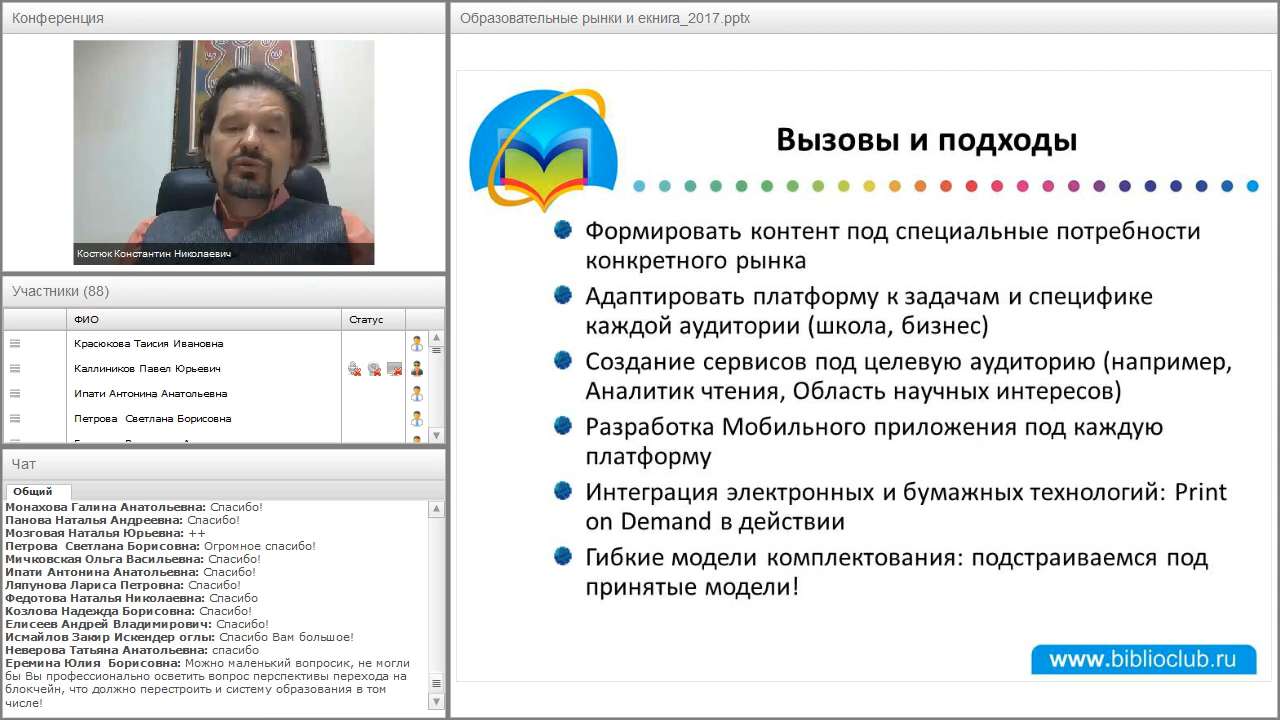 Конференция
Костюк Константин Николаевич
Участники (88)
ФИО
Статус
Красюкова Таисия Ивановна
Каллиников Павел Юрьевич
Ипати Антонина Анатольевна
Петрова Светлана Борисовна
Чат
Общий
Монахова Галина Анатольевна: Спасибо!
Панова Наталья Андреевна: Спасибо!
Мозговая Наталья Юрьевна: ++
Петрова Светлана Борисовна: Огромное спасибо!
Мичковская Ольга Васильевна: Спасибо!
Ипати Антонина Анатольевна: Спасибо!
Ляпунова Лариса Петровна: Спасибо!
Федотова Наталья Николаевна: Спасибо
Козлова Надежда Борисовна: Спасибо!
Елисеев Андрей Владимирович: Спасибо!
Исмайлов Закир Искендер оглы: Спасибо Вам большое!
Неверова Татьяна Анатольевна: спасибо
Еремина Юлия Борисовна: Можно маленький вопросик, не могли
бы Вы профессионально осветить вопрос перспективы перехода на
блокчейн, что должно перестроить и систему образования в том
числе!
Образовательные рынки и екнига_2017.pptx
Вызовы и подходы
Формировать контент под специальные потребности
конкретного рынка
Адаптировать платформу к задачам и специфике
каждой аудитории (школа, бизнес)
Создание сервисов под целевую аудиторию (например,
Аналитик чтения, Область научных интересов)
Разработка Мобильного приложения под каждую
платформу
Интеграция электронных и бумажных технологий: Print
on Demand в действии
Гибкие модели комплектования: подстраиваемся под
принятые модели!
www.biblioclub.ru